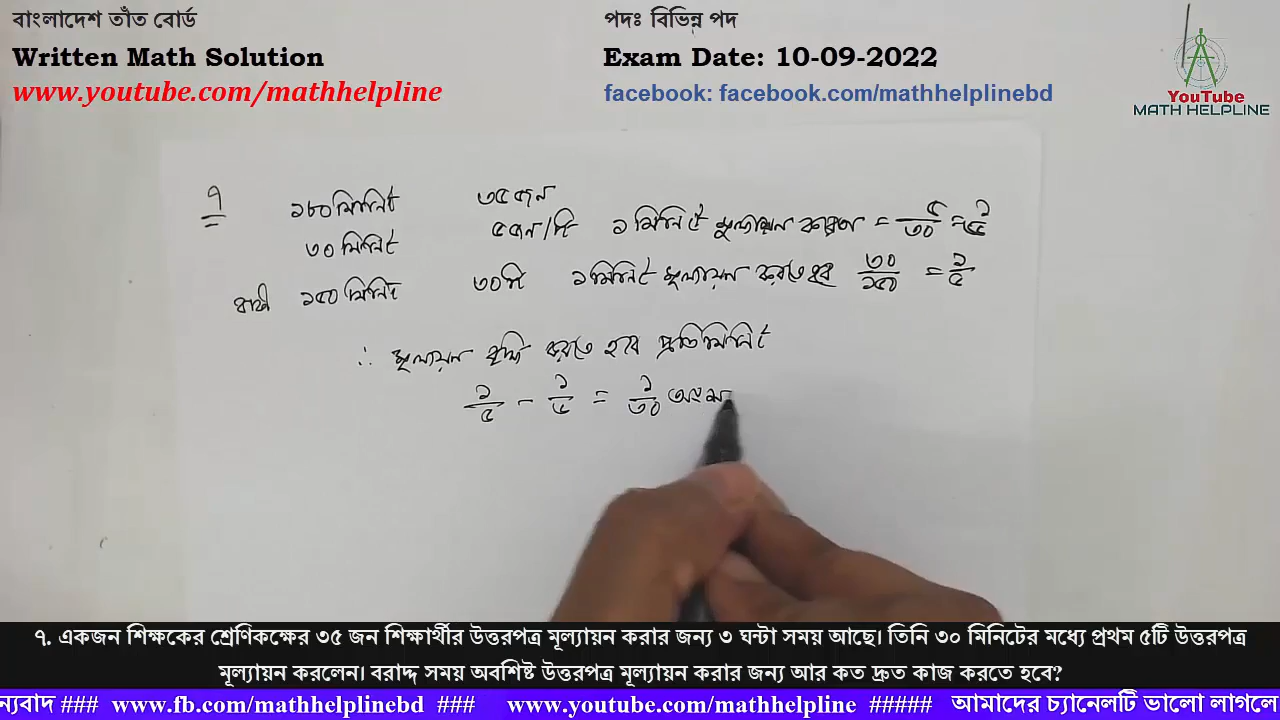 বাংলাদেশ তাঁত বোর্ড
পদঃ বিভিন্ন পদ
Written Math Solution
Exam Date: 10-09-2022
www.youtube.com/mathhelpline
facebook: facebook.com/mathhelplinebd
YouTube
MATH HELPLINE
৭
১৮০ মিনিট ৩৫ জন
৩০ মিনিট ৫ জন/টি ১ মিনিটে মূল্যায়ন করল = ৫/৩০ = ১/৬
বাকী ১৫০ মিনিট ৩০টি ১ মিনিটে মূল্যায়ন করতে হবে ৩০/১৫০ = ১/৫
∴ মূল্যায়ন বৃদ্ধি করতে হবে প্রতি মিনিটে
১/৫ - ১/৬ = ১/৩০ অংশ
৭. একজন শিক্ষকের শ্রেণিকক্ষের ৩৫ জন শিক্ষার্থীর উত্তরপত্র মূল্যায়ন করার জন্য ৩ ঘন্টা সময় আছে। তিনি ৩০ মিনিটের মধ্যে প্রথম ৫টি উত্তরপত্র
মূল্যায়ন করলেন। বরাদ্দ সময় অবশিষ্ট উত্তরপত্র মূল্যায়ন করার জন্য আর কত দ্রুত কাজ করতে হবে?
ন্যবাদ ### www.fb.com/mathhelplinebd ### www.youtube.com/mathhelpline ##### আমাদের চ্যানেলটি ভালো লাগলে